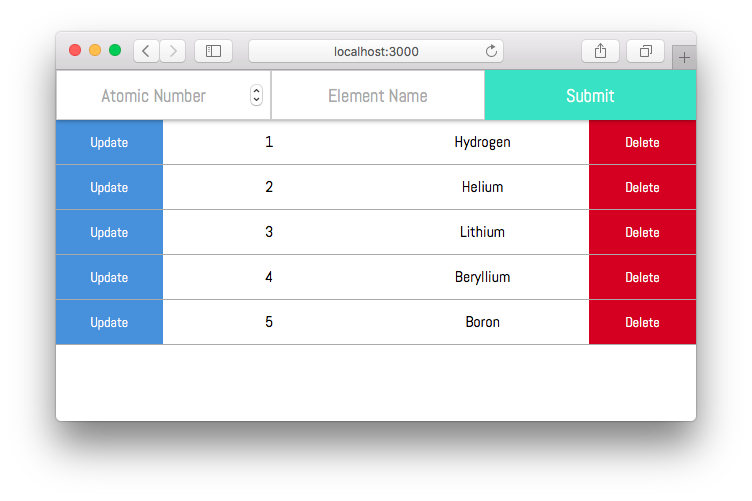 localhost:3000
Atomic Number Element Name Submit
Update 1 Hydrogen Delete
Update 2 Helium Delete
Update 3 Lithium Delete
Update 4 Beryllium Delete
Update 5 Boron Delete